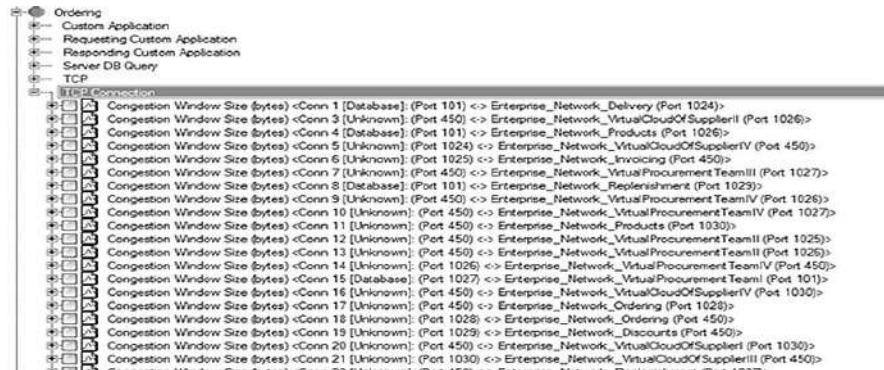 Ordering
Custom Application
Requesting Custom Application
Responding Custom Application
Server DB Query
TCP
TCP Connection
Congestion Window Size (bytes) <Conn 1 [Database]: (Port 101) <-> Enterprise_Network_Delivery (Port 1024)>
Congestion Window Size (bytes) <Conn 3 [Unknown]: (Port 450) <-> Enterprise_Network_VirtualCloudOfSupplierII (Port 1026)>
Congestion Window Size (bytes) <Conn 4 [Database]: (Port 101) <-> Enterprise_Network_Products (Port 1026)>
Congestion Window Size (bytes) <Conn 5 [Unknown]: (Port 1024) <-> Enterprise_Network_VirtualCloudOfSupplierIV (Port 450)>
Congestion Window Size (bytes) <Conn 6 [Unknown]: (Port 1025) <-> Enterprise_Network_Invoicing (Port 450)>
Congestion Window Size (bytes) <Conn 7 [Unknown]: (Port 450) <-> Enterprise_Network_VirtualProcurementTeamIII (Port 1027)>
Congestion Window Size (bytes) <Conn 8 [Database]: (Port 101) <-> Enterprise_Network_Replenishment (Port 1029)>
Congestion Window Size (bytes) <Conn 9 [Unknown]: (Port 450) <-> Enterprise_Network_VirtualProcurementTeamIV (Port 1026)>
Congestion Window Size (bytes) <Conn 10 [Unknown]: (Port 450) <-> Enterprise_Network_VirtualProcurementTeamIV (Port 1027)>
Congestion Window Size (bytes) <Conn 11 [Unknown]: (Port 450) <-> Enterprise_Network_Products (Port 1030)>
Congestion Window Size (bytes) <Conn 12 [Unknown]: (Port 450) <-> Enterprise_Network_VirtualProcurementTeamII (Port 1025)>
Congestion Window Size (bytes) <Conn 13 [Unknown]: (Port 450) <-> Enterprise_Network_VirtualProcurementTeamII (Port 1026)>
Congestion Window Size (bytes) <Conn 14 [Unknown]: (Port 1026) <-> Enterprise_Network_VirtualProcurementTeamIV (Port 450)>
Congestion Window Size (bytes) <Conn 15 [Database]: (Port 1027) <-> Enterprise_Network_VirtualProcurementTeamI (Port 101)>
Congestion Window Size (bytes) <Conn 16 [Unknown]: (Port 450) <-> Enterprise_Network_VirtualCloudOfSupplierIV (Port 1030)>
Congestion Window Size (bytes) <Conn 17 [Unknown]: (Port 450) <-> Enterprise_Network_Ordering (Port 1028)>
Congestion Window Size (bytes) <Conn 18 [Unknown]: (Port 1028) <-> Enterprise_Network_Ordering (Port 450)>
Congestion Window Size (bytes) <Conn 19 [Unknown]: (Port 1029) <-> Enterprise_Network_Discounts (Port 450)>
Congestion Window Size (bytes) <Conn 20 [Unknown]: (Port 450) <-> Enterprise_Network_VirtualCloudOfSupplierI (Port 1030)>
Congestion Window Size (bytes) <Conn 21 [Unknown]: (Port 1030) <-> Enterprise_Network_VirtualCloudOfSupplierIII (Port 450)>